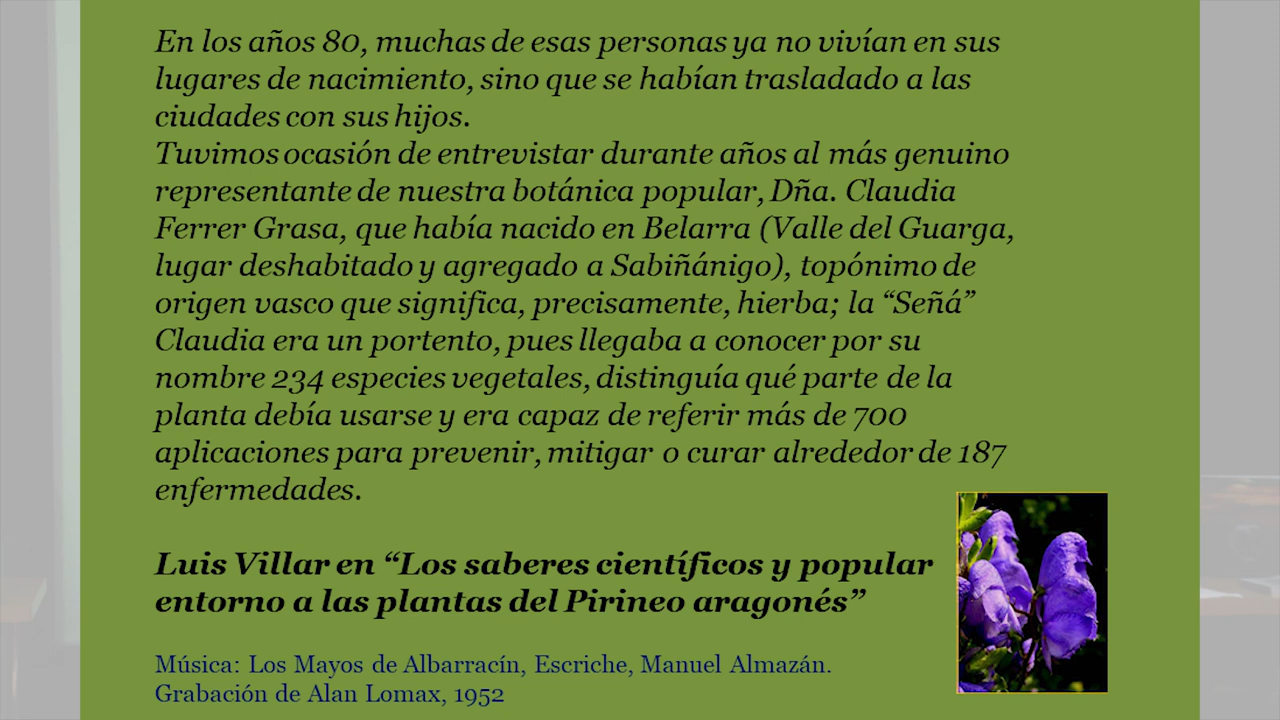 En los años 80, muchas de esas personas ya no vivían en sus
lugares de nacimiento, sino que se habían trasladado a las
ciudades con sus hijos.
Tuvimos ocasión de entrevistar durante años al más genuino
representante de nuestra botánica popular, Dña. Claudia
Ferrer Grasa, que había nacido en Belarra (Valle del Guarga,
lugar deshabitado y agregado a Sabiñánigo), topónimo de
origen vasco que significa, precisamente, hierba; la “Señá”
Claudia era un portento, pues llegaba a conocer por su
nombre 234 especies vegetales, distinguía qué parte de la
planta debía usarse y era capaz de referir más de 700
aplicaciones para prevenir, mitigar o curar alrededor de 187
enfermedades.
Luis Villar en “Los saberes científicos y popular
entorno a las plantas del Pirineo aragonés”
Música: Los Mayos de Albarracín, Escriche, Manuel Almazán.
Grabación de Alan Lomax, 1952